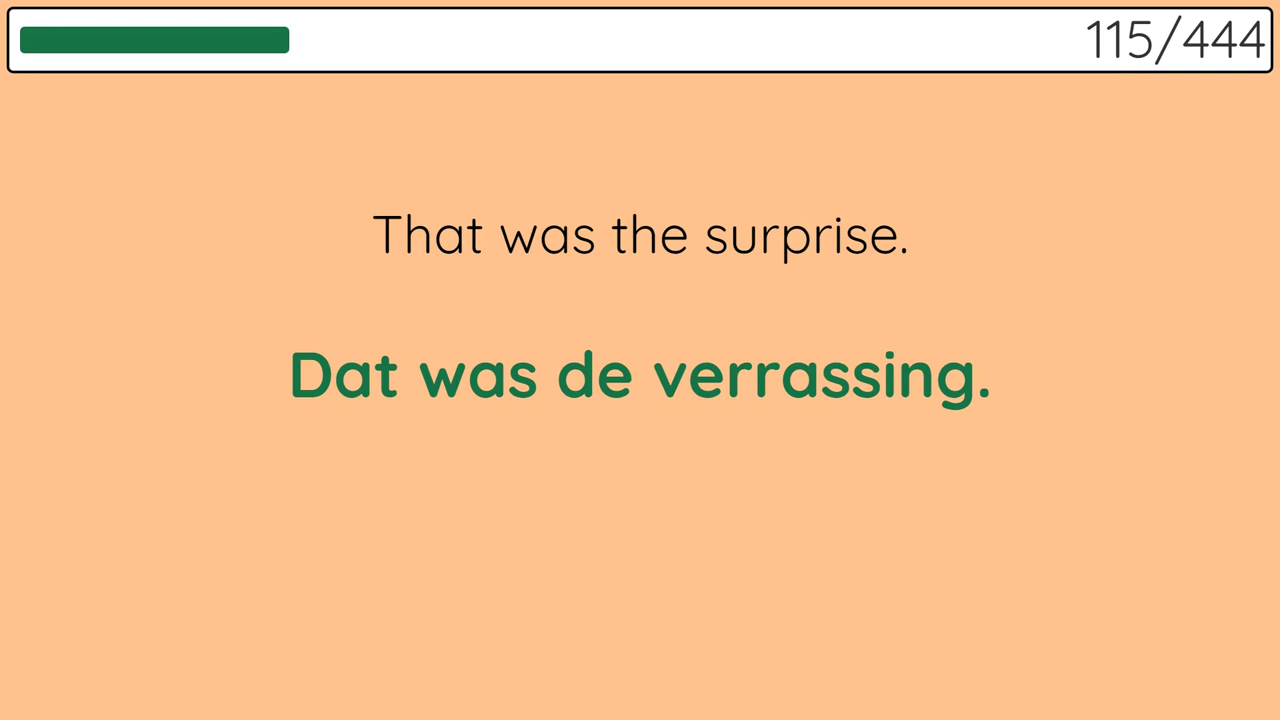 115/444
That was the surprise.
Dat was de verrassing.